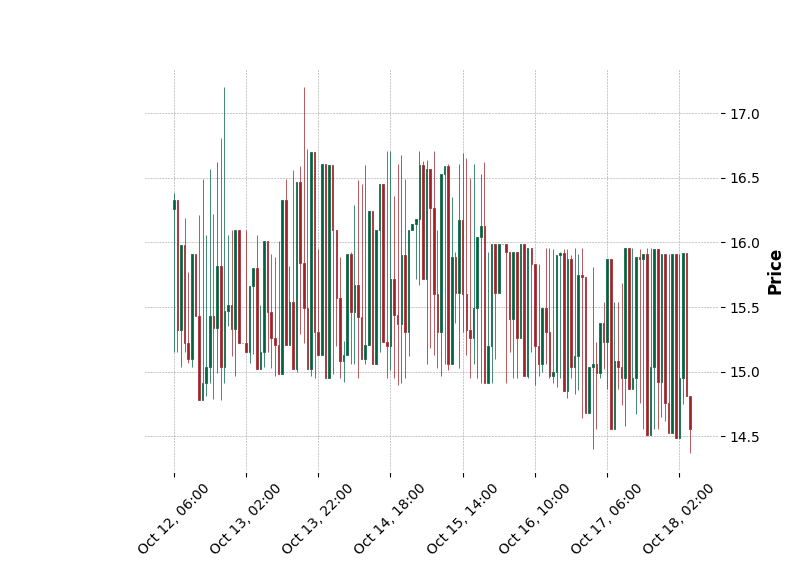 17.0
16.5
16.0
15.5
15.0
14.5
Price
Oct 12, 06:00
Oct 13, 02:00
Oct 13, 22:00
Oct 14, 18:00
Oct 15, 14:00
Oct 16, 10:00
Oct 17, 06:00
Oct 18, 02:00